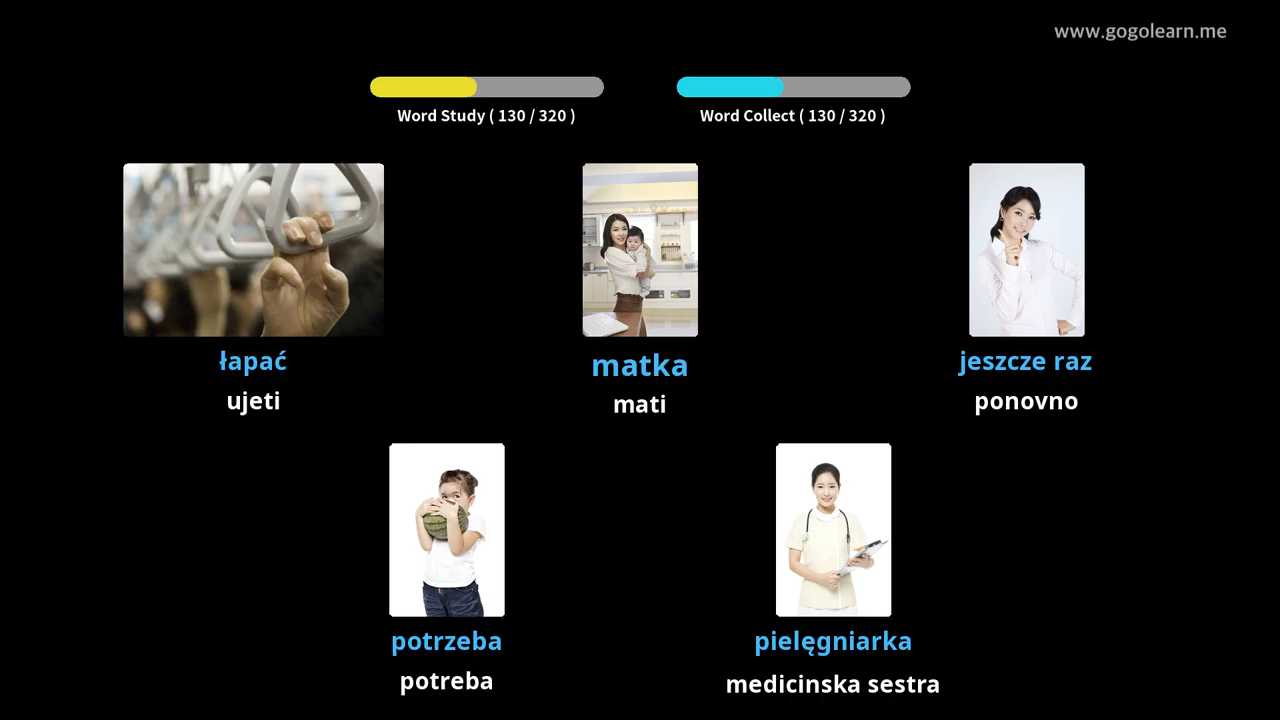 www.gogolearn.me
Word Study ( 130 / 320 )
Word Collect ( 130 / 320 )
łapać
ujeti
matka
mati
jeszcze raz
ponovno
potrzeba
potreba
pielęgniarka
medicinska sestra